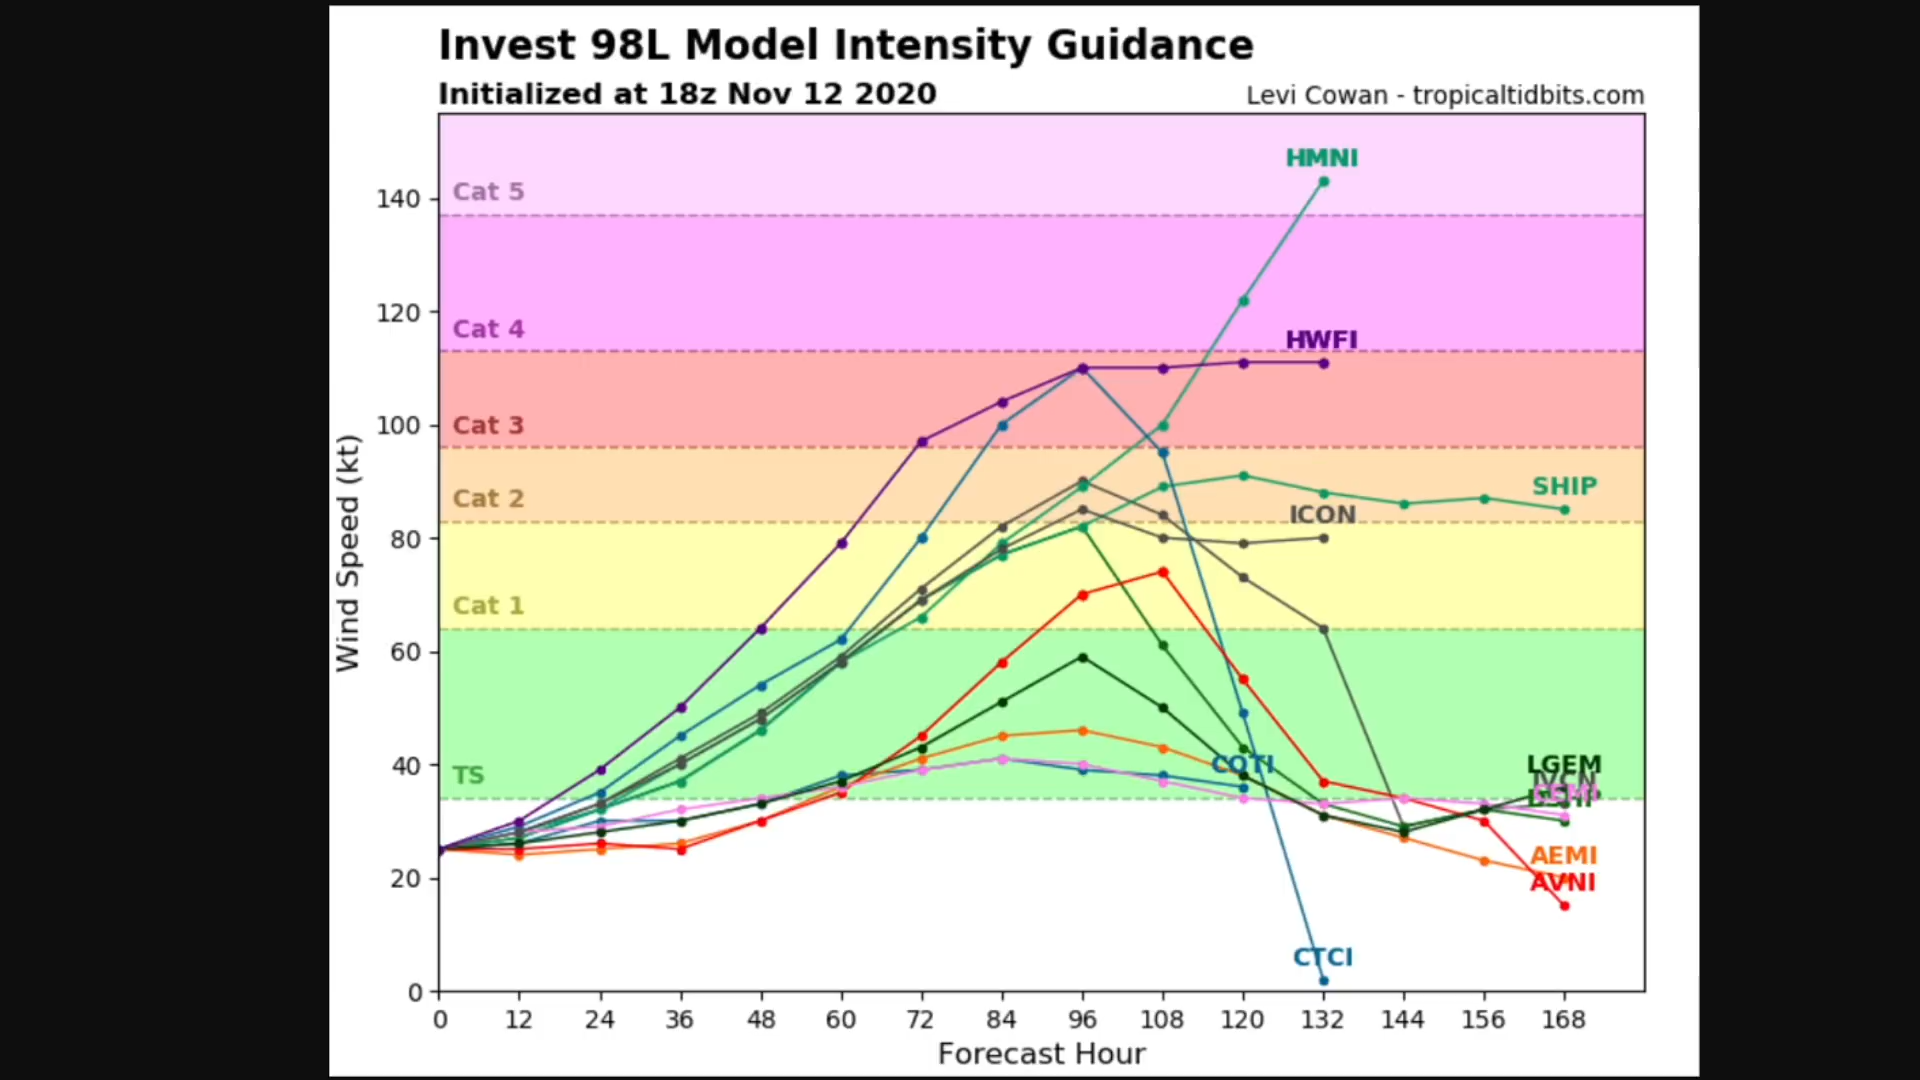 Invest 98L Model Intensity Guidance
Initialized at 18z Nov 12 2020
Levi Cowan - tropicaltidbits.com
Wind Speed (kt)
140
120
100
80
60
40
20
0
Cat 5
Cat 4
Cat 3
Cat 2
Cat 1
TS
HMNI
HWFI
SHIP
ICON
COTI
LGEM
IVCN
AEMI
AVNI
CTCI
0 12 24 36 48 60 72 84 96 108 120 132 144 156 168
Forecast Hour